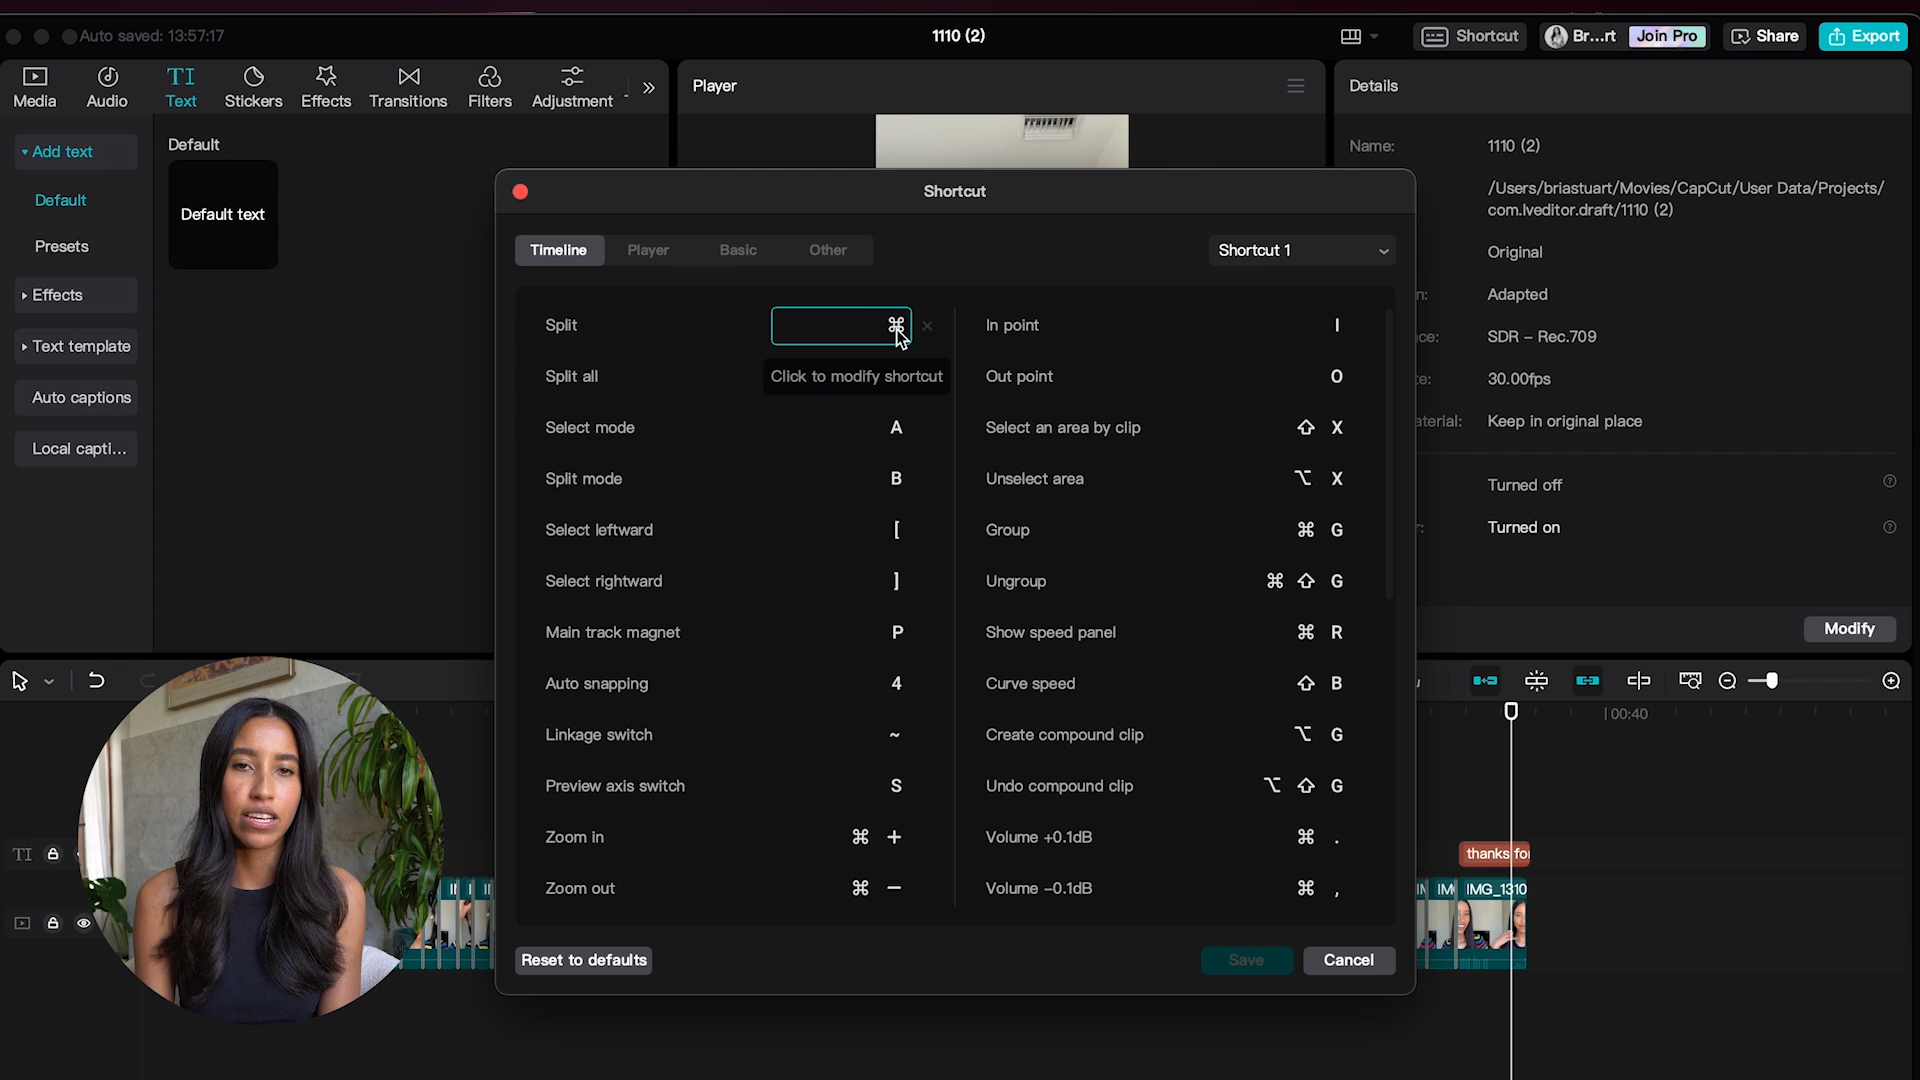 Auto saved: 13:57:17
1110 (2)
Shortcut
Br...rt
Join Pro
Share
Export
Media
Audio
TI
Text
Stickers
Effects
Transitions
Filters
Adjustment
Player
Details
Add text
Default
Presets
Effects
Text template
Auto captions
Local capti...
Default
Default text
Name:
1110 (2)
/Users/briastuart/Movies/CapCut/User Data/Projects/
com.lveditor.draft/1110 (2)
Original
Adapted
SDR – Rec.709
30.00fps
Keep in original place
Turned off
Turned on
Modify
Shortcut
Timeline
Player
Basic
Other
Shortcut 1
Split ⌘
Click to modify shortcut
Split all
Select mode A
Split mode B
Select leftward [
Select rightward ]
Main track magnet P
Auto snapping 4
Linkage switch ~
Preview axis switch S
Zoom in ⌘ +
Zoom out ⌘ –
In point I
Out point O
Select an area by clip ⇧ X
Unselect area ⌥ X
Group ⌘ G
Ungroup ⌘ ⇧ G
Show speed panel ⌘ R
Curve speed ⇧ B
Create compound clip ⌥ G
Undo compound clip ⌥ ⇧ G
Volume +0.1dB ⌘ .
Volume –0.1dB ⌘ ,
Reset to defaults
Save
Cancel
00:40
TI
thanks for
IMG_1310